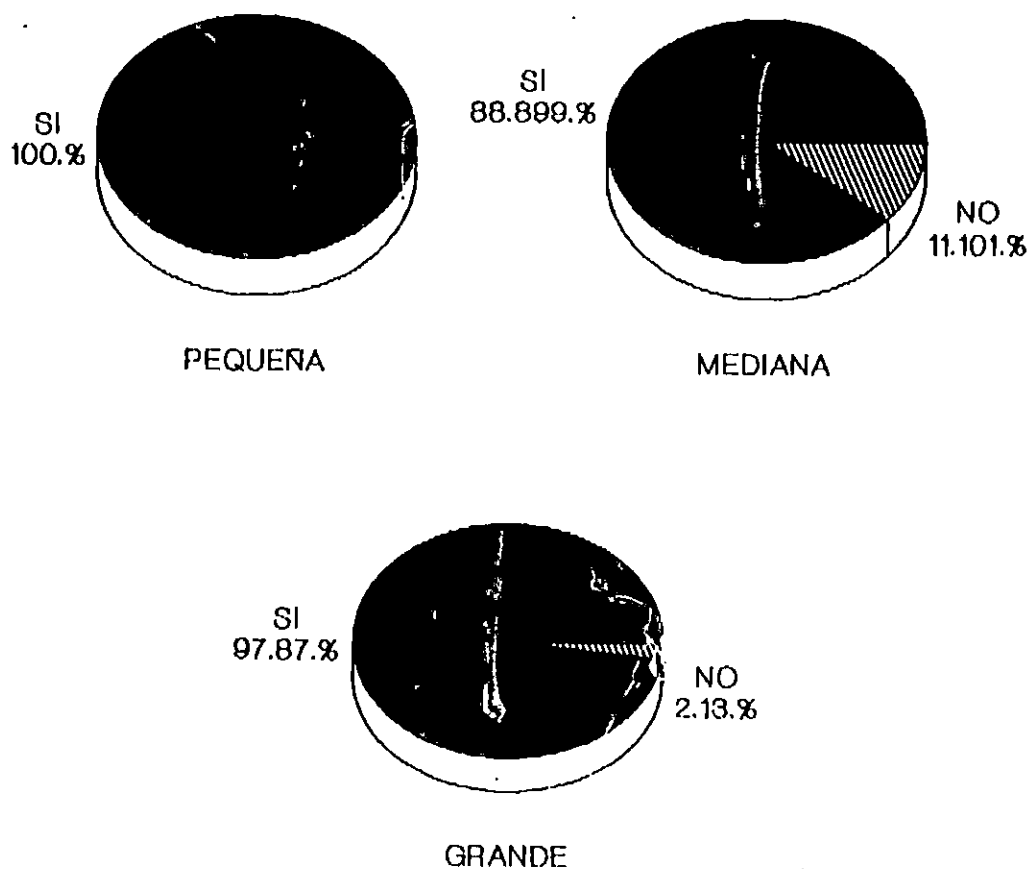 SI
100.%
PEQUEÑA
SI
88.899.%
NO
11.101.%
MEDIANA
SI
97.87.%
NO
2.13.%
GRANDE